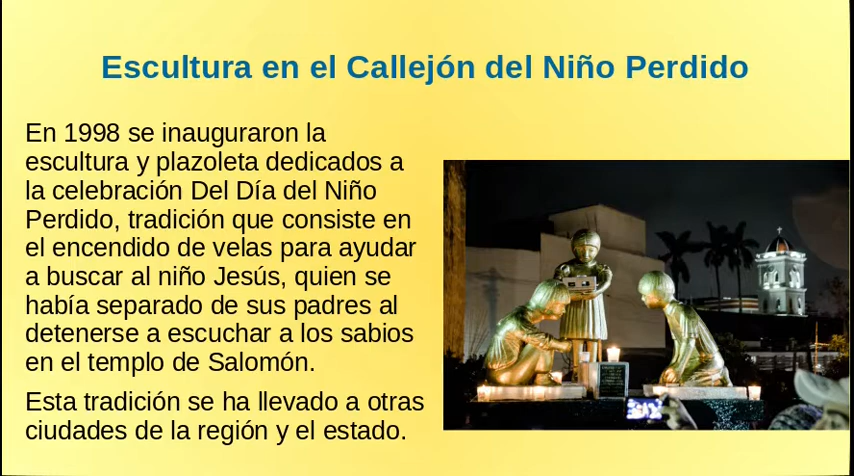 Escultura en el Callejón del Niño Perdido
En 1998 se inauguraron la
escultura y plazoleta dedicados a
la celebración Del Día del Niño
Perdido, tradición que consiste en
el encendido de velas para ayudar
a buscar al niño Jesús, quien se
había separado de sus padres al
detenerse a escuchar a los sabios
en el templo de Salomón.
Esta tradición se ha llevado a otras
ciudades de la región y el estado.